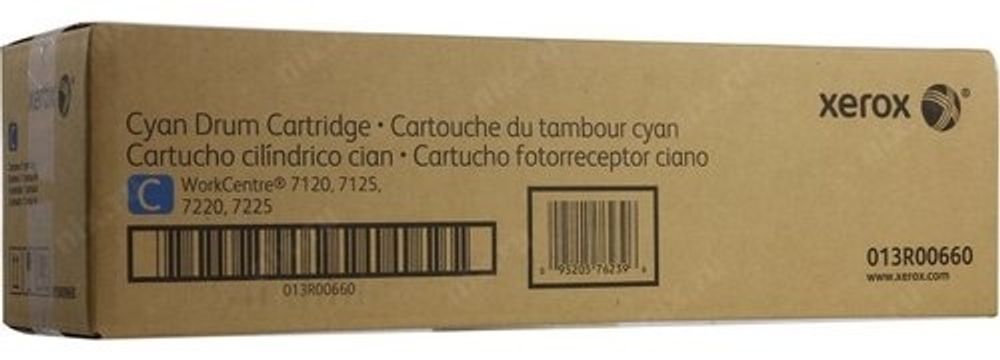 xerox
Cyan Drum Cartridge • Cartouche du tambour cyan
Cartucho cilíndrico cian • Cartucho fotorreceptor ciano
C
WorkCentre® 7120, 7125,
7220, 7225
013R00660
013R00660
www.xerox.com
xerox
C